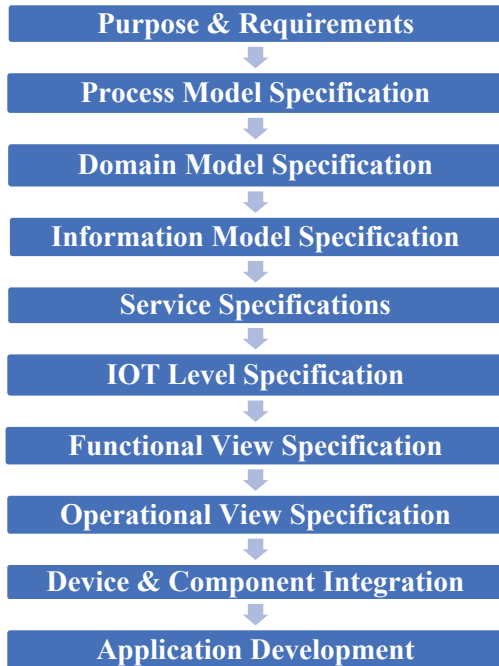 Purpose & Requirements
Process Model Specification
Domain Model Specification
Information Model Specification
Service Specifications
IOT Level Specification
Functional View Specification
Operational View Specification
Device & Component Integration
Application Development